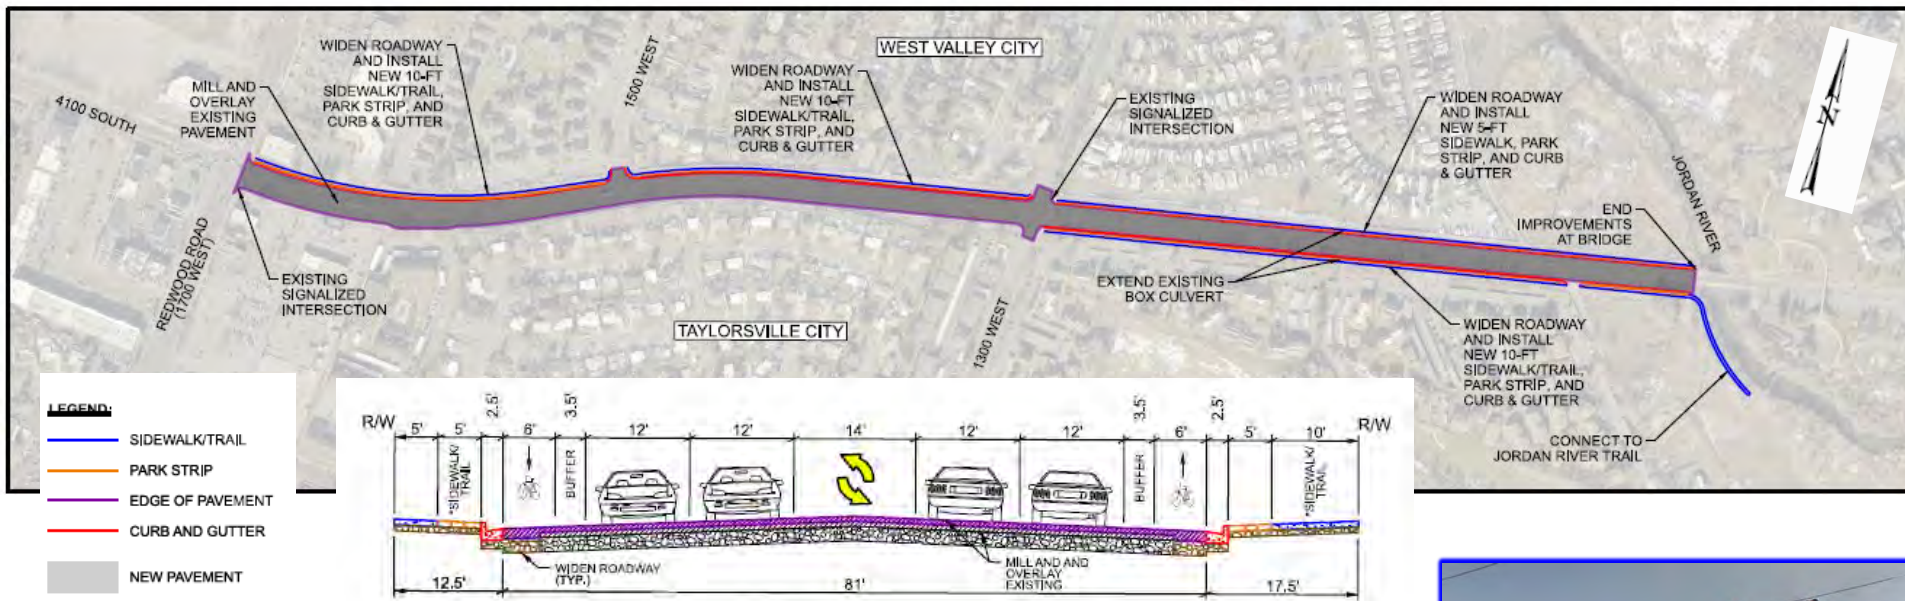 WEST VALLEY CITY
WIDEN ROADWAY
AND INSTALL
NEW 10-FT
SIDEWALK/TRAIL,
PARK STRIP, AND
CURB & GUTTER
1500 WEST
MILL AND
OVERLAY
EXISTING
PAVEMENT
4100 SOUTH
WIDEN ROADWAY
AND INSTALL
NEW 10-FT
SIDEWALK/TRAIL,
PARK STRIP, AND
CURB & GUTTER
EXISTING
SIGNALIZED
INTERSECTION
WIDEN ROADWAY
AND INSTALL
NEW 5-FT
SIDEWALK, PARK
STRIP, AND CURB
& GUTTER
N
JORDAN RIVER
END
IMPROVEMENTS
AT BRIDGE
REDWOOD ROAD
(1700 WEST)
EXISTING
SIGNALIZED
INTERSECTION
EXTEND EXISTING
BOX CULVERT
TAYLORSVILLE CITY
1300 WEST
WIDEN ROADWAY
AND INSTALL
NEW 10-FT
SIDEWALK/TRAIL,
PARK STRIP, AND
CURB & GUTTER
CONNECT TO
JORDAN RIVER TRAIL
LEGEND:
SIDEWALK/TRAIL
PARK STRIP
EDGE OF PAVEMENT
CURB AND GUTTER
NEW PAVEMENT
R/W 5' 5' 2.5' 6' 3.5' 12' 12' 14' 12' 12' 3.5' 6' 2.5' 5' 10' R/W
*SIDEWALK/
TRAIL
BUFFER
BUFFER
*SIDEWALK/
TRAIL
WIDEN ROADWAY
(TYP.)
MILL AND AND
OVERLAY
EXISTING
12.5' 81' 17.5'